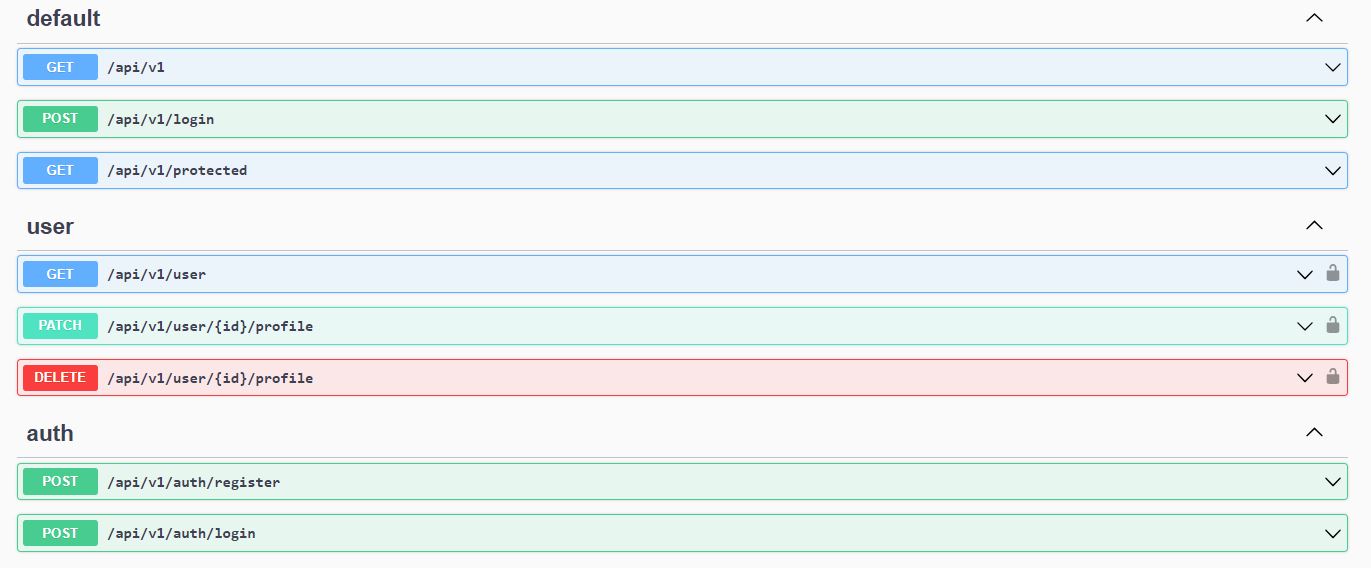 default
GET /api/v1
POST /api/v1/login
GET /api/v1/protected
user
GET /api/v1/user
PATCH /api/v1/user/{id}/profile
DELETE /api/v1/user/{id}/profile
auth
POST /api/v1/auth/register
POST /api/v1/auth/login